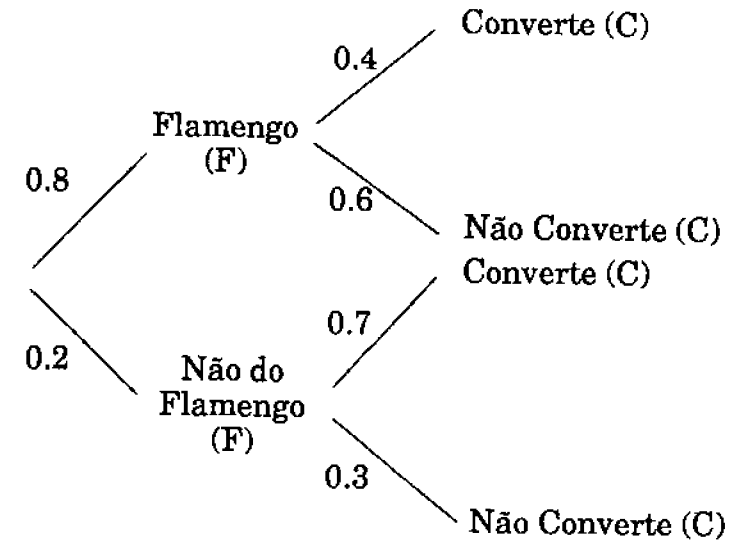 Converte (C)
0.4
Flamengo
(F)
0.8
0.6
Não Converte (C)
Converte (C)
0.7
0.2
Não do
Flamengo
(F)
0.3
Não Converte (C)